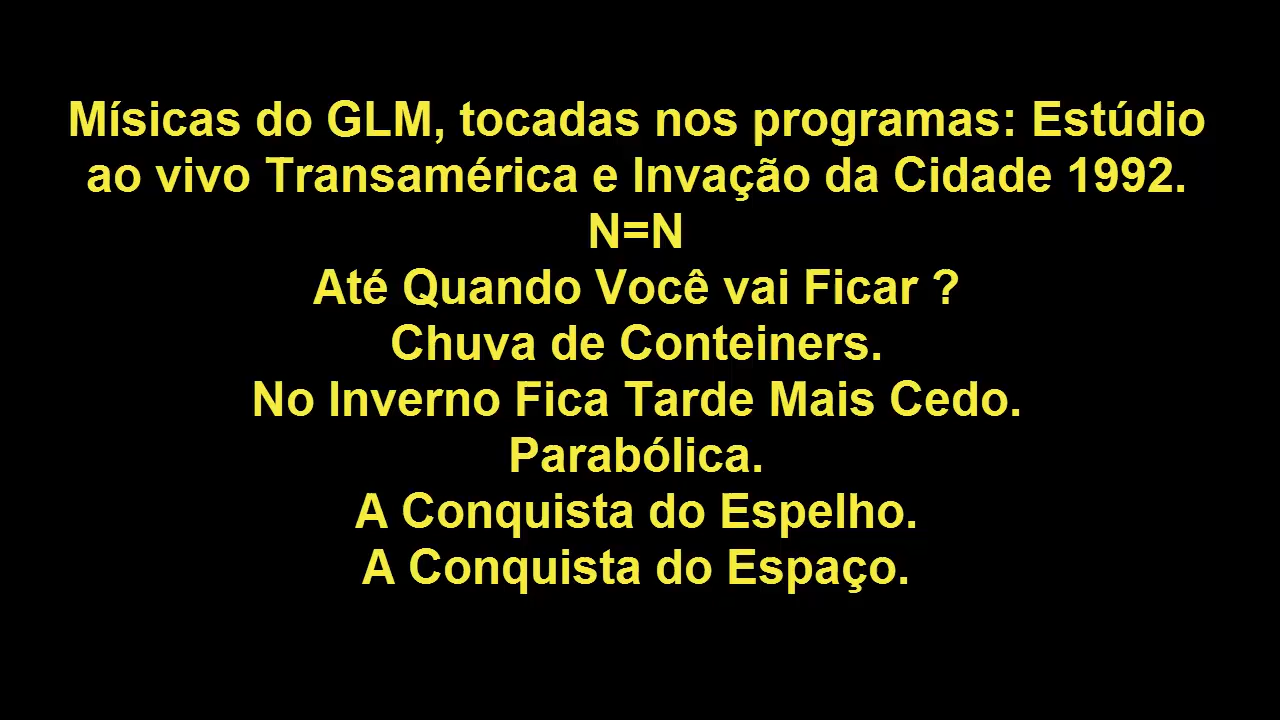 Mísicas do GLM, tocadas nos programas: Estúdio
ao vivo Transamérica e Invação da Cidade 1992.
N=N
Até Quando Você vai Ficar ?
Chuva de Conteiners.
No Inverno Fica Tarde Mais Cedo.
Parabólica.
A Conquista do Espelho.
A Conquista do Espaço.